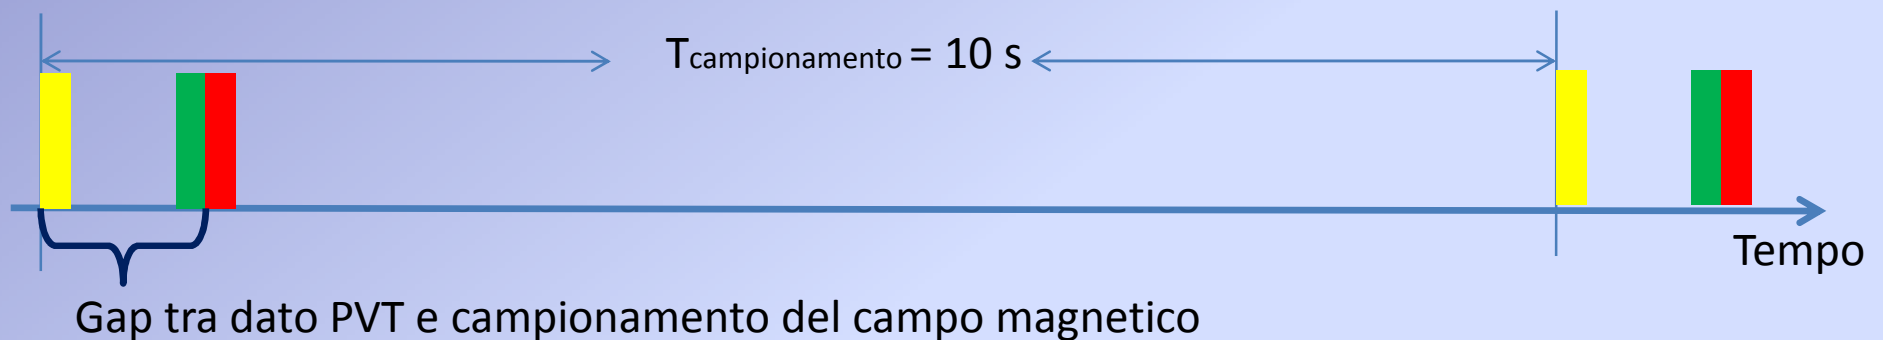 Tcampionamento = 10 s
Tempo
Gap tra dato PVT e campionamento del campo magnetico